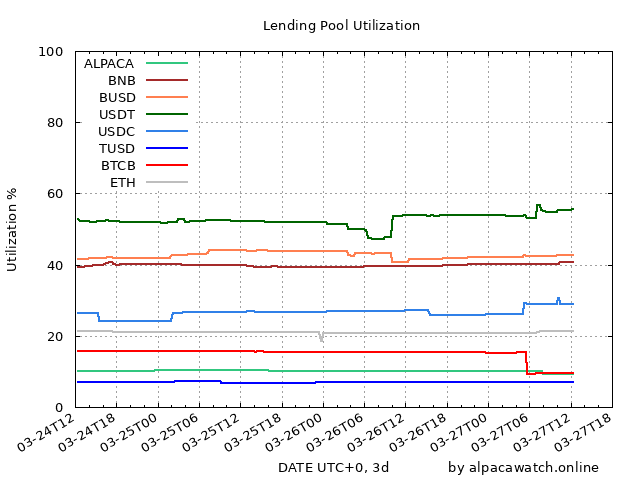 Lending Pool Utilization
Utilization %
100
80
60
40
20
0
ALPACA
BNB
BUSD
USDT
USDC
TUSD
BTCB
ETH
03-24T12
03-24T18
03-25T00
03-25T06
03-25T12
03-25T18
03-26T00
03-26T06
03-26T12
03-26T18
03-27T00
03-27T06
03-27T12
03-27T18
DATE UTC+0, 3d
by alpacawatch.online